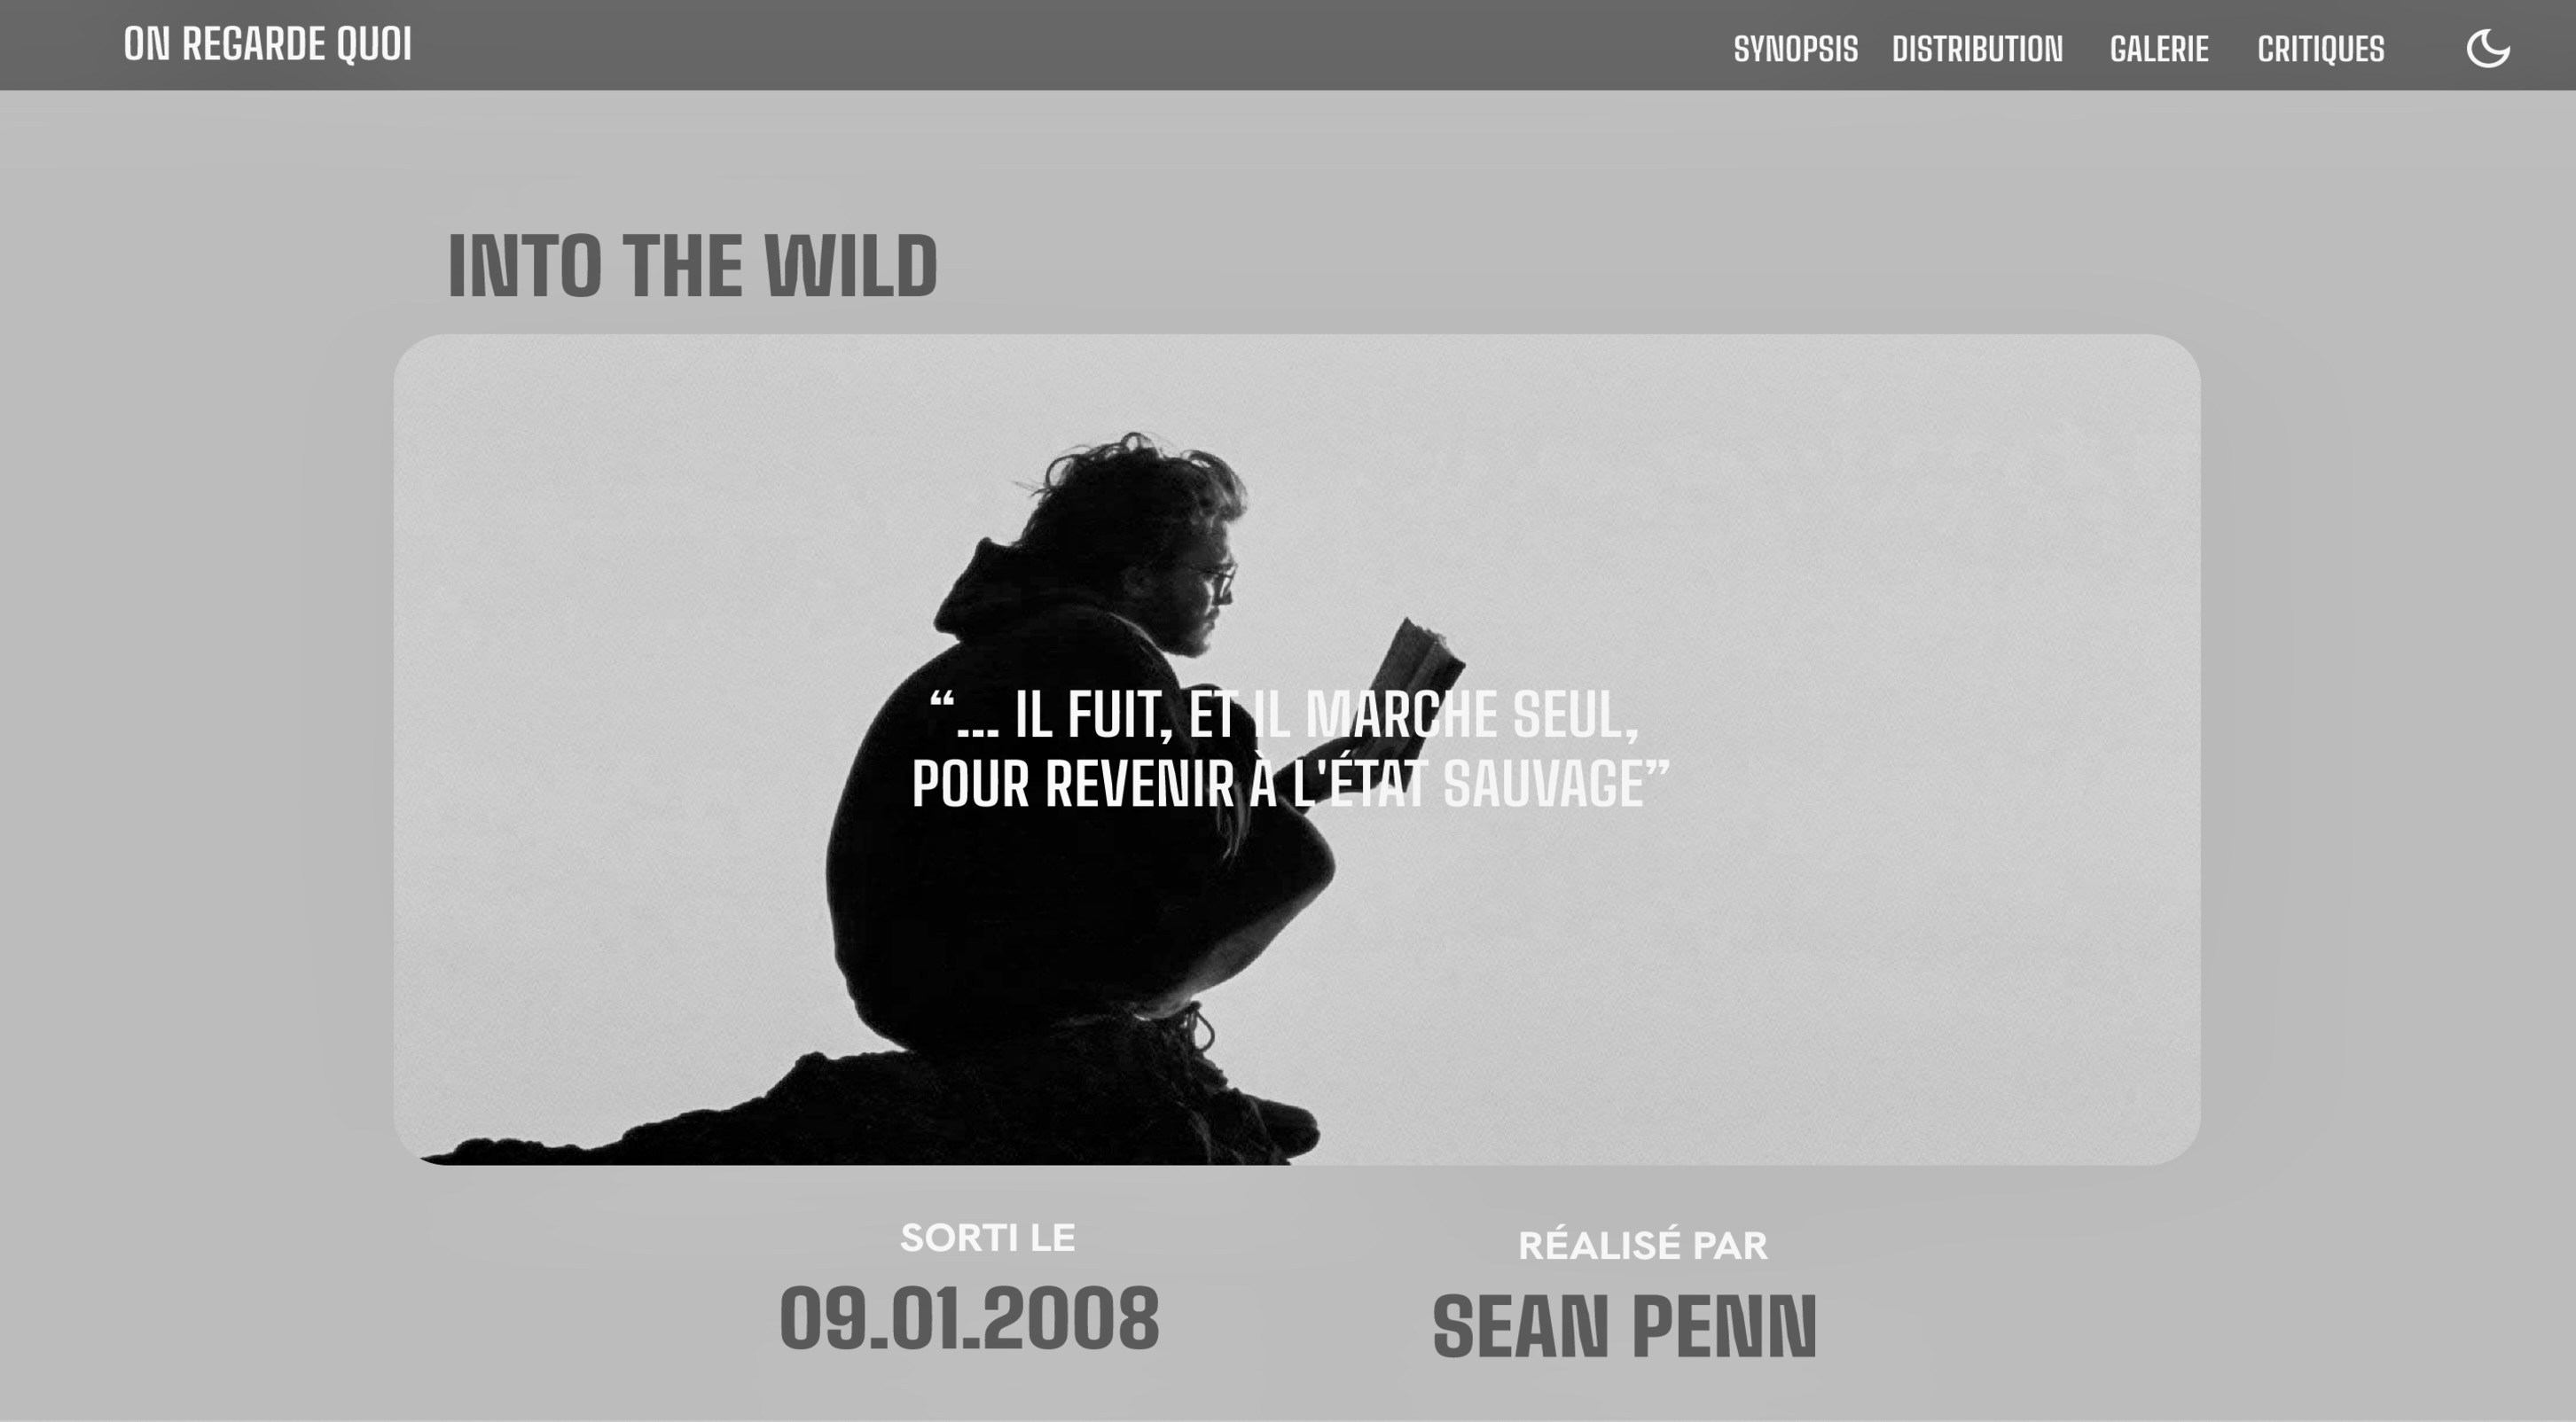 ON REGARDE QUOI
SYNOPSIS DISTRIBUTION GALERIE CRITIQUES
INTO THE WILD
“... IL FUIT, ET IL MARCHE SEUL,
POUR REVENIR À L'ÉTAT SAUVAGE”
SORTI LE
09.01.2008
RÉALISÉ PAR
SEAN PENN